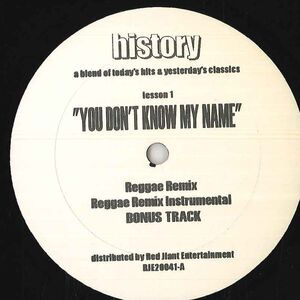 history
a blend of today's hits & yesterday's classics
lesson 1
"YOU DON'T KNOW MY NAME"
Reggae Remix
Reggae Remix Instrumental
BONUS TRACK
distributed by Red Jiant Entertainment
RJE20041-A